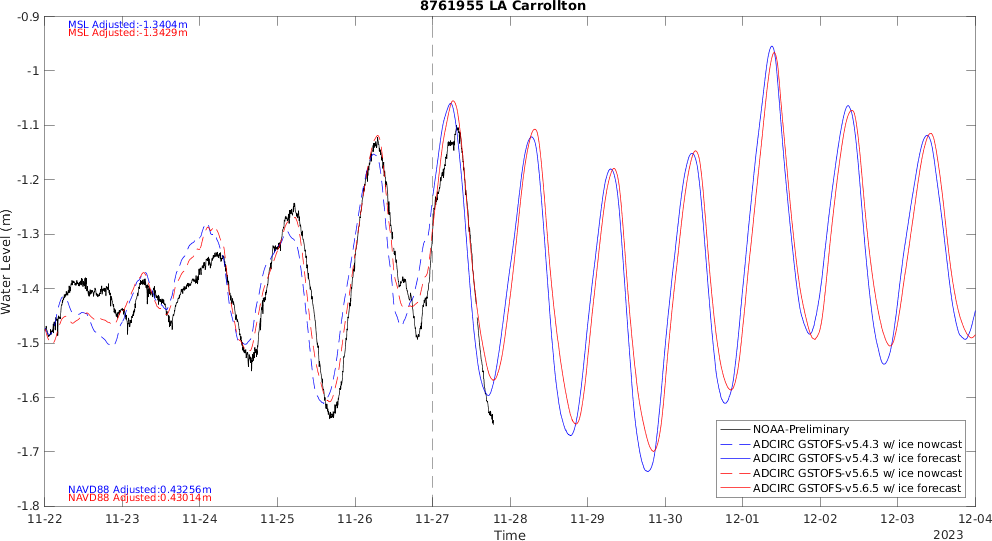 8761955 LA Carrollton
MSL Adjusted:-1.3404m
MSL Adjusted:-1.3429m
-0.9
-1
-1.1
-1.2
-1.3
-1.4
-1.5
-1.6
-1.7
-1.8
Water Level (m)
NOAA-Preliminary
ADCIRC GSTOFS-v5.4.3 w/ ice nowcast
ADCIRC GSTOFS-v5.4.3 w/ ice forecast
ADCIRC GSTOFS-v5.6.5 w/ ice nowcast
ADCIRC GSTOFS-v5.6.5 w/ ice forecast
NAVD88 Adjusted:0.43256m
NAVD88 Adjusted:0.43014m
11-22 11-23 11-24 11-25 11-26 11-27 11-28 11-29 11-30 12-01 12-02 12-03 12-04
Time
2023